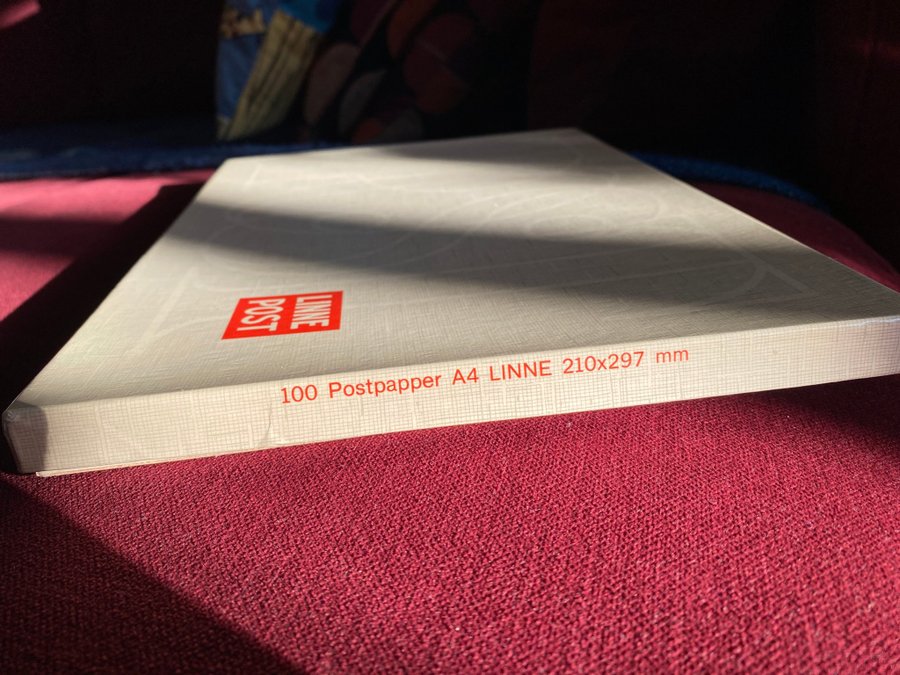 LINNE
POST
100 Postpapper A4 LINNE 210x297 mm